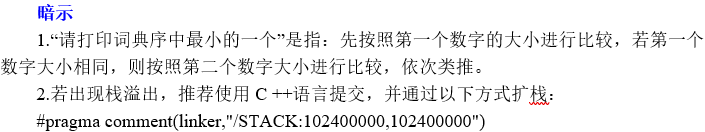 暗示
1.“请打印词典序中最小的一个”是指：先按照第一个数字的大小进行比较，若第一个
数字大小相同，则按照第二个数字大小进行比较，依次类推。
2.若出现栈溢出，推荐使用 C ++语言提交，并通过以下方式扩栈：
#pragma comment(linker,"/STACK:102400000,102400000")